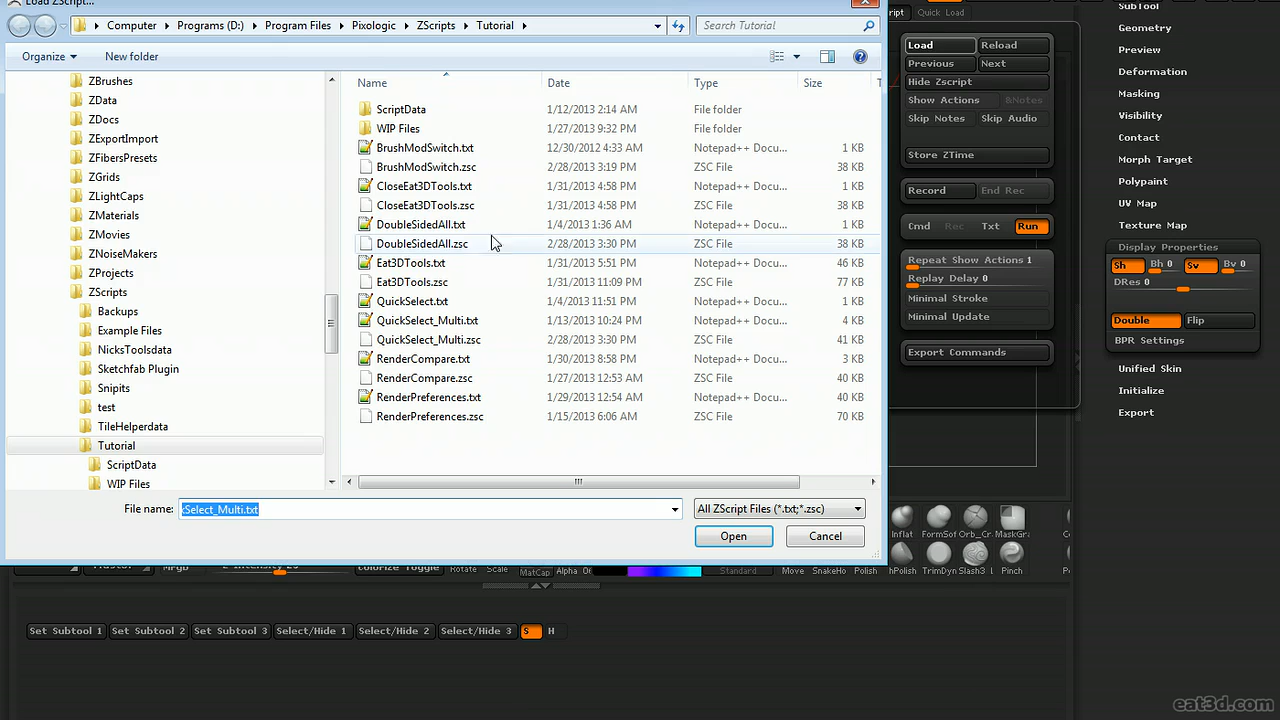 Load ZScript...
Computer Programs (D:) Program Files Pixologic ZScripts Tutorial
Search Tutorial
Organize New folder
ZBrushes
ZData
ZDocs
ZExportImport
ZFibersPresets
ZGrids
ZLightCaps
ZMaterials
ZMovies
ZNoiseMakers
ZProjects
ZScripts
Backups
Example Files
NicksToolsdata
Sketchfab Plugin
Snipits
test
TileHelperdata
Tutorial
ScriptData
WIP Files
Name Date Type Size
ScriptData 1/12/2013 2:14 AM File folder
WIP Files 1/27/2013 9:32 PM File folder
BrushModSwitch.txt 12/30/2012 4:33 AM Notepad++ Docu... 1 KB
BrushModSwitch.zsc 2/28/2013 3:19 PM ZSC File 38 KB
CloseEat3DTools.txt 1/31/2013 4:58 PM Notepad++ Docu... 1 KB
CloseEat3DTools.zsc 1/31/2013 4:58 PM ZSC File 38 KB
DoubleSidedAll.txt 1/4/2013 1:36 AM Notepad++ Docu... 1 KB
DoubleSidedAll.zsc 2/28/2013 3:30 PM ZSC File 38 KB
Eat3DTools.txt 1/31/2013 5:51 PM Notepad++ Docu... 46 KB
Eat3DTools.zsc 1/31/2013 11:09 PM ZSC File 77 KB
QuickSelect.txt 1/4/2013 11:51 PM Notepad++ Docu... 1 KB
QuickSelect_Multi.txt 1/13/2013 10:24 PM Notepad++ Docu... 4 KB
QuickSelect_Multi.zsc 2/28/2013 3:30 PM ZSC File 41 KB
RenderCompare.txt 1/30/2013 8:58 PM Notepad++ Docu... 3 KB
RenderCompare.zsc 1/27/2013 12:53 AM ZSC File 40 KB
RenderPreferences.txt 1/29/2013 12:54 AM Notepad++ Docu... 40 KB
RenderPreferences.zsc 1/15/2013 6:06 AM ZSC File 70 KB
File name: kSelect_Multi.txt All ZScript Files (*.txt;*.zsc)
Open Cancel
ript Quick Load
Load Reload
Previous Next
Hide Zscript
Show Actions BNotes
Skip Notes Skip Audio
Store ZTime
Record End Rec
Cmd Rec Txt Run
Repeat Show Actions 1
Replay Delay 0
Minimal Stroke
Minimal Update
Export Commands
SubTool
Geometry
Preview
Deformation
Masking
Visibility
Contact
Morph Target
Polypaint
UV Map
Texture Map
Display Properties
Sh Bh 0 Sv Bv 0
DRes 0
Double Flip
BPR Settings
Unified Skin
Initialize
Export
Inflat FormSof Orb_Cr MaskGra
hPolish TrimDyn Slash3 Pinch
Mrgb Z Intensity 25 Colorize Toggle Rotate Scale MatCap Alpha Standard Move SnakeHo Polish
Set Subtool 1 Set Subtool 2 Set Subtool 3 Select/Hide 1 Select/Hide 2 Select/Hide 3 S H
eat3d.com